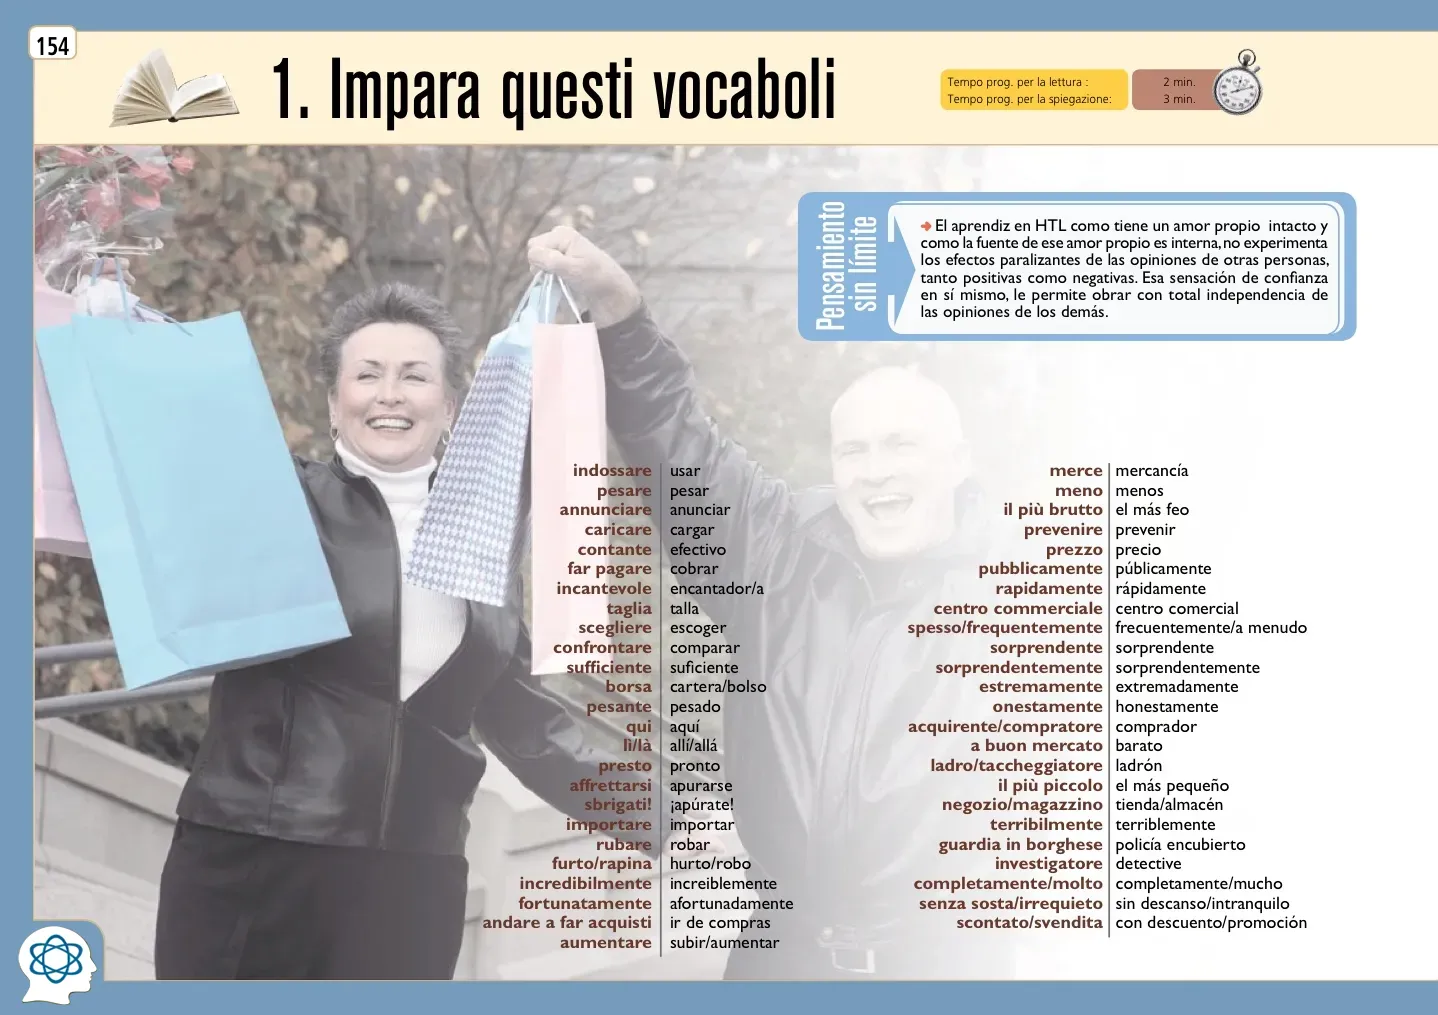 154
1. Impara questi vocaboli
Tempo prog. per la lettura : 2 min.
Tempo prog. per la spiegazione: 3 min.
Pensamiento
sin límite
El aprendiz en HTL como tiene un amor propio intacto y
como la fuente de ese amor propio es interna, no experimenta
los efectos paralizantes de las opiniones de otras personas,
tanto positivas como negativas. Esa sensación de confianza
en sí mismo, le permite obrar con total independencia de
las opiniones de los demás.
indossare usar
pesare pesar
annunciare anunciar
caricare cargar
contante efectivo
far pagare cobrar
incantevole encantador/a
taglia talla
scegliere escoger
confrontare comparar
sufficiente suficiente
borsa cartera/bolso
pesante pesado
qui aquí
lì/là allí/allá
presto pronto
affrettarsi apurarse
sbrigati! ¡apúrate!
importare importar
rubare robar
furto/rapina hurto/robo
incredibilmente increiblemente
fortunatamente afortunadamente
andare a far acquisti ir de compras
aumentare subir/aumentar
merce mercancía
meno menos
il più brutto el más feo
prevenire prevenir
prezzo precio
pubblicamente públicamente
rapidamente rápidamente
centro commerciale centro comercial
spesso/frequentemente frecuentemente/a menudo
sorprendente sorprendente
sorprendentemente sorprendentemente
estremamente extremadamente
onestamente honestamente
acquirente/compratore comprador
a buon mercato barato
ladro/taccheggiatore ladrón
il più piccolo el más pequeño
negozio/magazzino tienda/almacén
terribilmente terriblemente
guardia in borghese policía encubierto
investigatore detective
completamente/molto completamente/mucho
senza sosta/irrequieto sin descanso/intranquilo
scontato/svendita con descuento/promoción